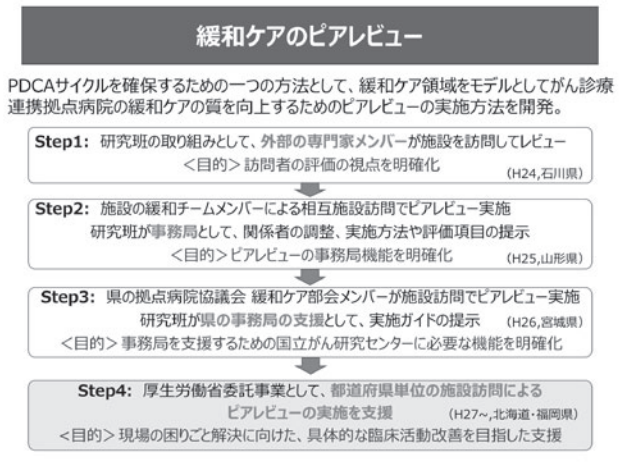 緩和ケアのピアレビュー
PDCAサイクルを確保するための一つの方法として、緩和ケア領域をモデルとしてがん診療
連携拠点病院の緩和ケアの質を向上するためのピアレビューの実施方法を開発。
Step1: 研究班の取り組みとして、外部の専門家メンバーが施設を訪問してレビュー
＜目的＞訪問者の評価の視点を明確化
(H24,石川県)
Step2: 施設の緩和チームメンバーによる相互施設訪問でピアレビュー実施
研究班が事務局として、関係者の調整、実施方法や評価項目の提示
＜目的＞ピアレビューの事務局機能を明確化
(H25,山形県)
Step3: 県の拠点病院協議会 緩和ケア部会メンバーが施設訪問でピアレビュー実施
研究班が県の事務局の支援として、実施ガイドの提示 (H26,宮城県)
＜目的＞事務局を支援するための国立がん研究センターに必要な機能を明確化
Step4: 厚生労働省委託事業として、都道府県単位の施設訪問による
ピアレビューの実施を支援 (H27~,北海道・福岡県)
＜目的＞現場の困りごと解決に向けた、具体的な臨床活動改善を目指した支援